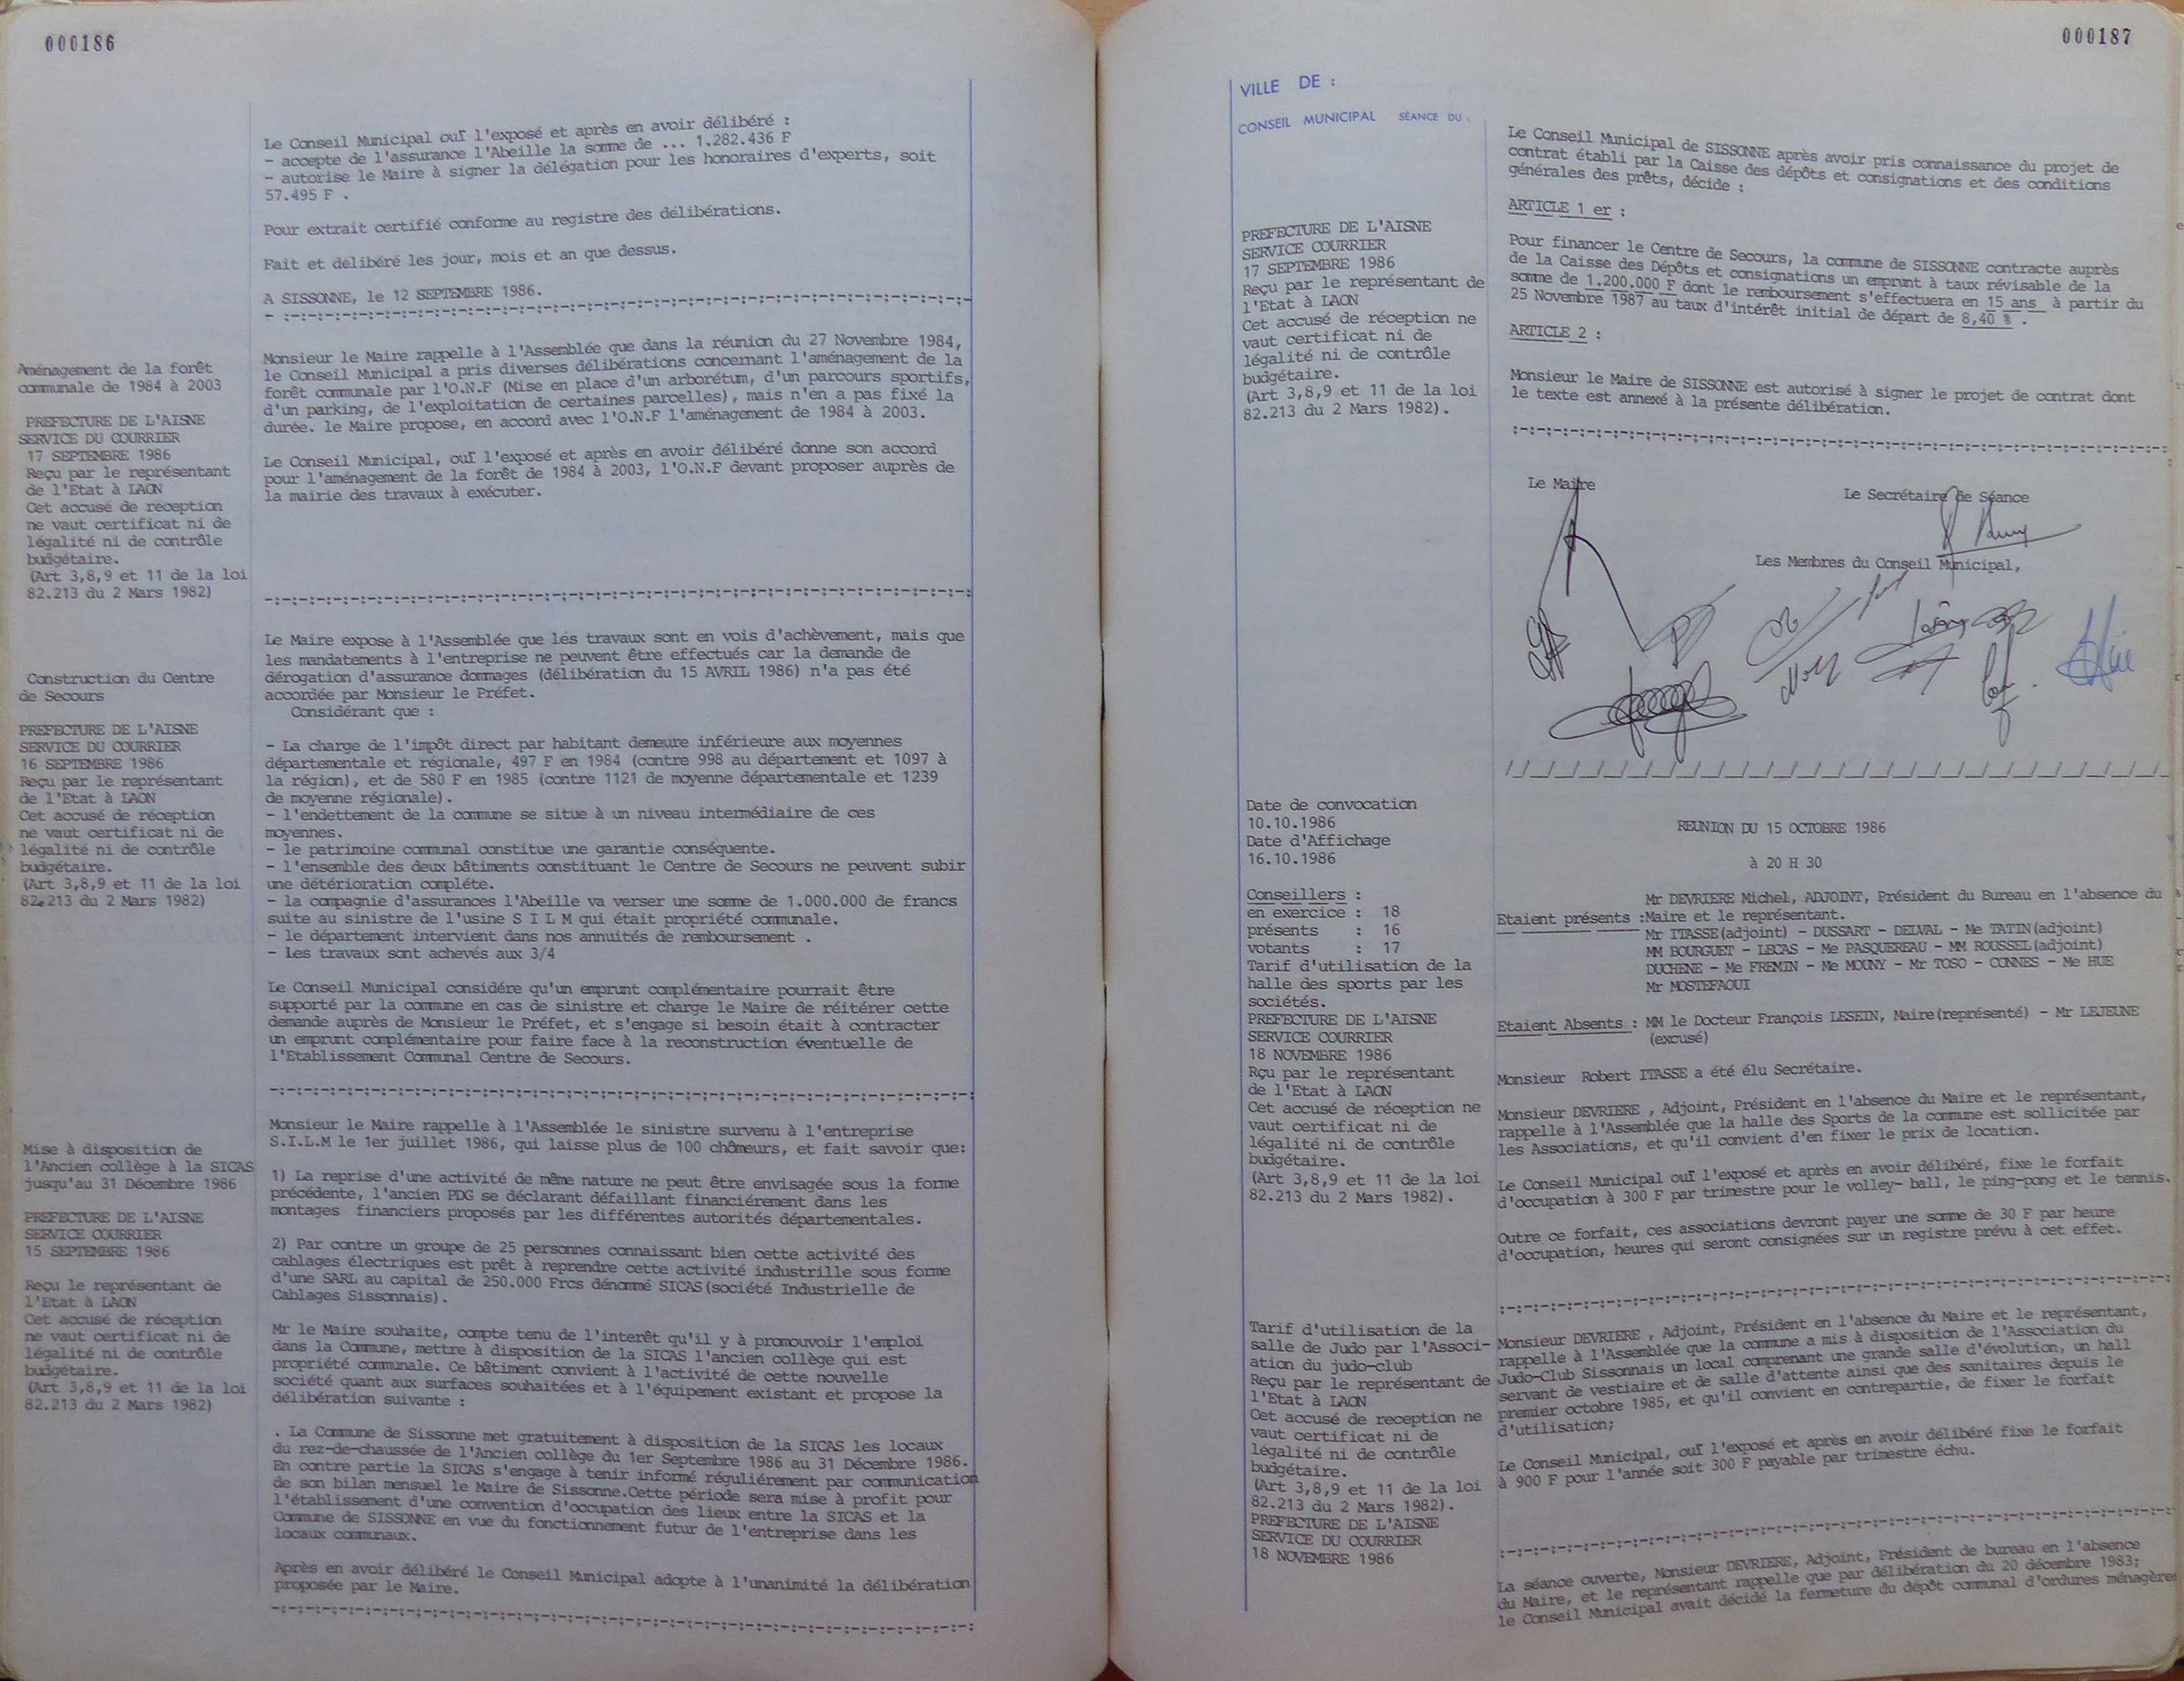 000186
Le Conseil Municipal ouï l'exposé et après en avoir délibéré :
- accepte de l'assurance l'Abeille la somme de ... 1.282.436 F
- autorise le Maire à signer la délégation pour les honoraires d'experts, soit
57.495 F .
Pour extrait certifié conforme au registre des délibérations.
Fait et délibéré les jour, mois et an que dessus.
A SISSONNE, le 12 SEPTEMBRE 1986.
Aménagement de la forêt
communale de 1984 à 2003
PREFECTURE DE L'AISNE
SERVICE DU COURRIER
17 SEPTEMBRE 1986
Reçu par le représentant
de l'Etat à LAON
Cet accusé de reception
ne vaut certificat ni de
légalité ni de contrôle
budgétaire.
(Art 3,8,9 et 11 de la loi
82.213 du 2 Mars 1982)
Monsieur le Maire rappelle à l'Assemblée que dans la réunion du 27 Novembre 1984,
le Conseil Municipal a pris diverses délibérations concernant l'aménagement de la
forêt communale par l'O.N.F (Mise en place d'un arborétum, d'un parcours sportifs,
d'un parking, de l'exploitation de certaines parcelles), mais n'en a pas fixé la
durée. le Maire propose, en accord avec l'O.N.F l'aménagement de 1984 à 2003.
Le Conseil Municipal, ouï l'exposé et après en avoir délibéré donne son accord
pour l'aménagement de la forêt de 1984 à 2003, l'O.N.F devant proposer auprès de
la mairie des travaux à exécuter.
Construction du Centre
de Secours
PREFECTURE DE L'AISNE
SERVICE DU COURRIER
16 SEPTEMBRE 1986
Reçu par le représentant
de l'Etat à LAON
Cet accusé de réception
ne vaut certificat ni de
légalité ni de contrôle
budgétaire.
(Art 3,8,9 et 11 de la loi
82.213 du 2 Mars 1982)
Le Maire expose à l'Assemblée que lés travaux sont en vois d'achèvement, mais que
les mandatements à l'entreprise ne peuvent être effectués car la demande de
dérogation d'assurance dommages (délibération du 15 AVRIL 1986) n'a pas été
accordée par Monsieur le Préfet.
Considérant que :
- La charge de l'impôt direct par habitant demeure inférieure aux moyennes
départementale et régionale, 497 F en 1984 (contre 998 au département et 1097 à
la région), et de 580 F en 1985 (contre 1121 de moyenne départementale et 1239
de moyenne régionale).
- l'endettement de la commune se situe à un niveau intermédiaire de ces
moyennes.
- le patrimoine communal constitue une garantie conséquente.
- l'ensemble des deux bâtiments constituant le Centre de Secours ne peuvent subir
une détérioration compléte.
- la compagnie d'assurances l'Abeille va verser une somme de 1.000.000 de francs
suite au sinistre de l'usine S I L M qui était propriété communale.
- le département intervient dans nos annuités de remboursement .
- les travaux sont achevés aux 3/4
Le Conseil Municipal considére qu'un emprunt complémentaire pourrait être
supporté par la commune en cas de sinistre et charge le Maire de réitérer cette
demande auprès de Monsieur le Préfet, et s'engage si besoin était à contracter
un emprunt complémentaire pour faire face à la reconstruction éventuelle de
l'Etablissement Communal Centre de Secours.
Mise à disposition de
l'Ancien collège à la SICAS
jusqu'au 31 Décembre 1986
PREFECTURE DE L'AISNE
SERVICE DU COURRIER
15 SEPTEMBRE 1986
Reçu le représentant de
l'Etat à LAON
Cet accusé de réception
ne vaut certificat ni de
légalité ni de contrôle
budgétaire.
(Art 3,8,9 et 11 de la loi
82.213 du 2 Mars 1982)
Monsieur le Maire rappelle à l'Assemblée le sinistre survenu à l'entreprise
S.I.L.M le 1er juillet 1986, qui laisse plus de 100 chômeurs, et fait savoir que:
1) La reprise d'une activité de même nature ne peut être envisagée sous la forme
précédente, l'ancien PDG se déclarant défaillant financiérement dans les
montages financiers proposés par les différentes autorités départementales.
2) Par contre un groupe de 25 personnes connaissant bien cette activité des
cablages électriques est prêt à reprendre cette activité industrille sous forme
d'une SARL au capital de 250.000 Frcs dénommé SICAS(société Industrielle de
Cablages Sissonnais).
Mr le Maire souhaite, compte tenu de l'interêt qu'il y à promouvoir l'emploi
dans la Commune, mettre à disposition de la SICAS l'ancien collège qui est
propriété communale. Ce bâtiment convient à l'activité de cette nouvelle
société quant aux surfaces souhaitées et à l'équipement existant et propose la
délibération suivante :
. La Commune de Sissonne met gratuitement à disposition de la SICAS les locaux
du rez-de-chaussée de l'Ancien collège du 1er Septembre 1986 au 31 Décembre 1986.
En contre partie la SICAS s'engage à tenir informé réguliérement par communication
de son bilan mensuel le Maire de Sissonne.Cette période sera mise à profit pour
l'établissement d'une convention d'occupation des lieux entre la SICAS et la
Commune de SISSONNE en vue du fonctionnement futur de l'entreprise dans les
locaux communaux.
Après en avoir délibéré le Conseil Municipal adopte à l'unanimité la délibération
proposée par le Maire.
000187
VILLE DE :
CONSEIL MUNICIPAL SÉANCE DU :
PREFECTURE DE L'AISNE
SERVICE COURRIER
17 SEPTEMBRE 1986
Reçu par le représentant de
l'Etat à LAON
Cet accusé de réception ne
vaut certificat ni de
légalité ni de contrôle
budgétaire.
(Art 3,8,9 et 11 de la loi
82.213 du 2 Mars 1982).
Le Conseil Municipal de SISSONNE après avoir pris connaissance du projet de
contrat établi par la Caisse des dépôts et consignations et des conditions
générales des prêts, décide :
ARTICLE 1 er :
Pour financer le Centre de Secours, la commune de SISSONNE contracte auprès
de la Caisse des Dépôts et consignations un emprunt à taux révisable de la
somme de 1.200.000 F dont le remboursement s'effectuera en 15 ans à partir du
25 Novembre 1987 au taux d'intérêt initial de départ de 8,40 % .
ARTICLE 2 :
Monsieur le Maire de SISSONNE est autorisé à signer le projet de contrat dont
le texte est annexé à la présente délibération.
Le Maire
Le Secrétaire de Séance
Les Membres du Conseil Municipal,
Date de convocation
10.10.1986
Date d'Affichage
16.10.1986
Conseillers :
en exercice : 18
présents : 16
votants : 17
Tarif d'utilisation de la
halle des sports par les
sociétés.
PREFECTURE DE L'AISNE
SERVICE COURRIER
18 NOVEMBRE 1986
Rçu par le représentant
de l'Etat à LAON
Cet accusé de réception ne
vaut certificat ni de
légalité ni de contrôle
budgétaire.
(Art 3,8,9 et 11 de la loi
82.213 du 2 Mars 1982).
REUNION DU 15 OCTOBRE 1986
à 20 H 30
Mr DEVRIERE Michel, ADJOINT, Président du Bureau en l'absence du
Etaient présents :Maire et le représentant.
Mr ITASSE(adjoint) - DUSSART - DELVAL - Me TATIN(adjoint)
MM BOURGUET - LECAS - Me PASQUEREAU - MM ROUSSEL(adjoint)
DUCHENE - Me FREMIN - Me MOUNY - Mr TOSO - CONNES - Me HUE
Mr MOSTEFAOUI
Etaient Absents : MM le Docteur François LESEIN, Maire(représenté) - Mr LEJEUNE
(excusé)
Monsieur Robert ITASSE a été élu Secrétaire.
Monsieur DEVRIERE , Adjoint, Président en l'absence du Maire et le représentant,
rappelle à l'Assemblée que la halle des Sports de la commune est sollicitée par
les Associations, et qu'il convient d'en fixer le prix de location.
Le Conseil Municipal ouï l'exposé et après en avoir délibéré, fixe le forfait
d'occupation à 300 F par trimestre pour le volley- ball, le ping-pong et le tennis.
Outre ce forfait, ces associations devront payer une somme de 30 F par heure
d'occupation, heures qui seront consignées sur un registre prévu à cet effet.
Tarif d'utilisation de la
salle de Judo par l'Associ-
ation du judo-club
Reçu par le représentant de
l'Etat à LAON
Cet accusé de reception ne
vaut certificat ni de
légalité ni de contrôle
budgétaire.
(Art 3,8,9 et 11 de la loi
82.213 du 2 Mars 1982).
PREFECTURE DE L'AISNE
SERVICE DU COURRIER
18 NOVEMBRE 1986
Monsieur DEVRIERE , Adjoint, Président en l'absence du Maire et le représentant,
rappelle à l'Assemblée que la commune a mis à disposition de l'Association du
Judo-Club Sissonnais un local comprenant une grande salle d'évolution, un hall
servant de vestiaire et de salle d'attente ainsi que des sanitaires depuis le
premier octobre 1985, et qu'il convient en contrepartie, de fixer le forfait
d'utilisation;
Le Conseil Municipal, ouï l'exposé et après en avoir délibéré fixe le forfait
à 900 F pour l'année soit 300 F payable par trimestre échu.
La séance ouverte, Monsieur DEVRIERE, Adjoint, Président de bureau en l'absence
du Maire, et le représentant rappelle que par délibération du 20 décembre 1983;
le Conseil Municipal avait décidé la fermeture du dépôt communal d'ordures ménagères